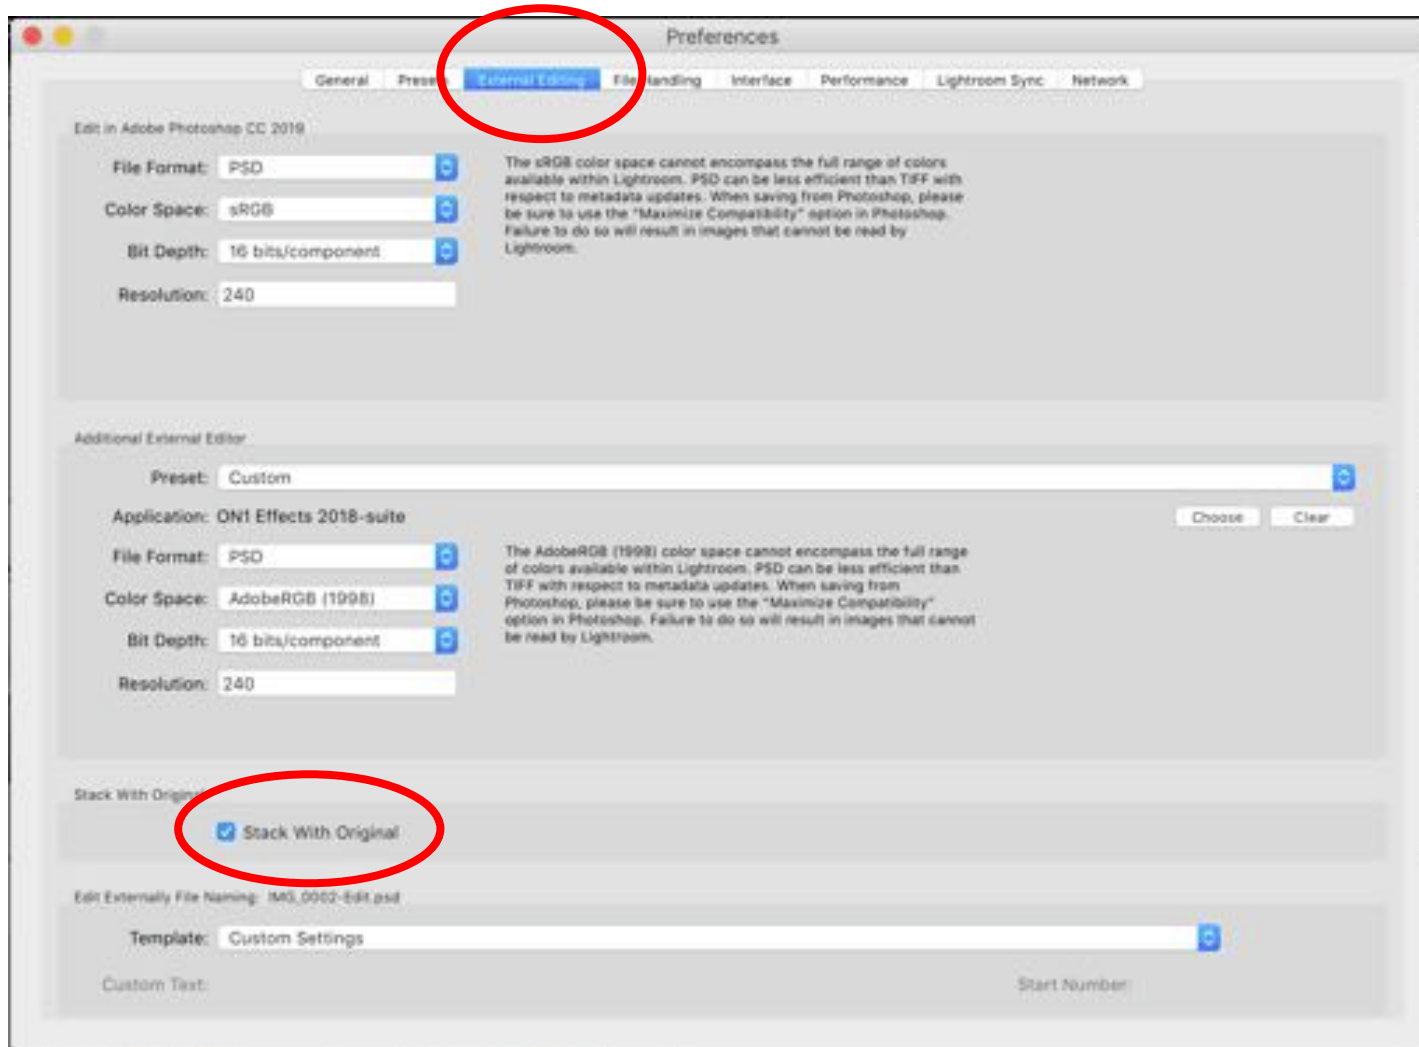 Preferences
General Presets External Editing File Handling Interface Performance Lightroom Sync Network
Edit in Adobe Photoshop CC 2019
File Format: PSD
Color Space: sRGB
Bit Depth: 16 bits/component
Resolution: 240
The sRGB color space cannot encompass the full range of colors
available within Lightroom. PSD can be less efficient than TIFF with
respect to metadata updates. When saving from Photoshop, please
be sure to use the "Maximize Compatibility" option in Photoshop.
Failure to do so will result in images that cannot be read by
Lightroom.
Additional External Editor
Preset: Custom
Application: ON1 Effects 2018-suite
Choose Clear
File Format: PSD
Color Space: AdobeRGB (1998)
Bit Depth: 16 bits/component
Resolution: 240
The AdobeRGB (1998) color space cannot encompass the full range
of colors available within Lightroom. PSD can be less efficient than
TIFF with respect to metadata updates. When saving from
Photoshop, please be sure to use the "Maximize Compatibility"
option in Photoshop. Failure to do so will result in images that cannot
be read by Lightroom.
Stack With Original
Stack With Original
Edit Externally File Naming: IMG_0002-Edit.psd
Template: Custom Settings
Custom Text:
Start Number: